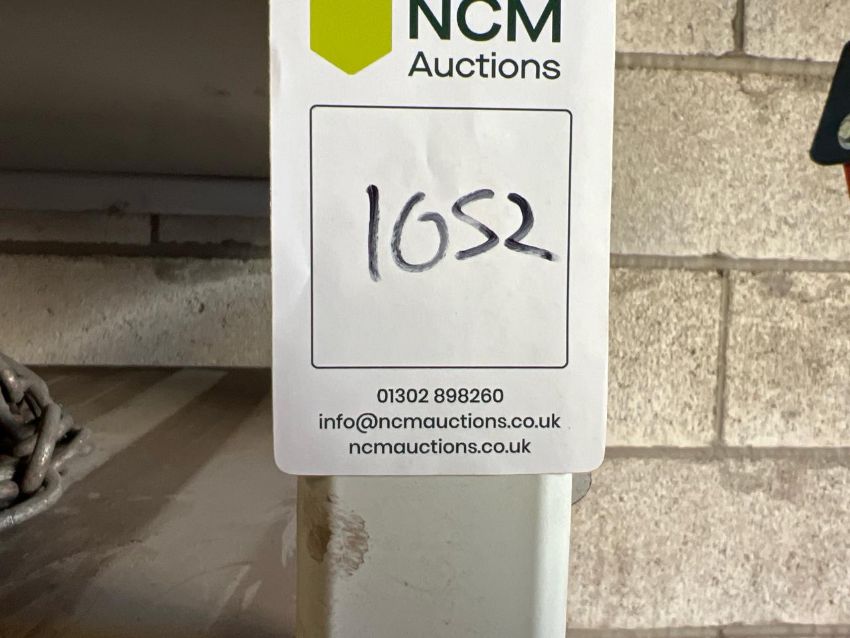 NCM
Auctions
1052
01302 898260
info@ncmauctions.co.uk
ncmauctions.co.uk